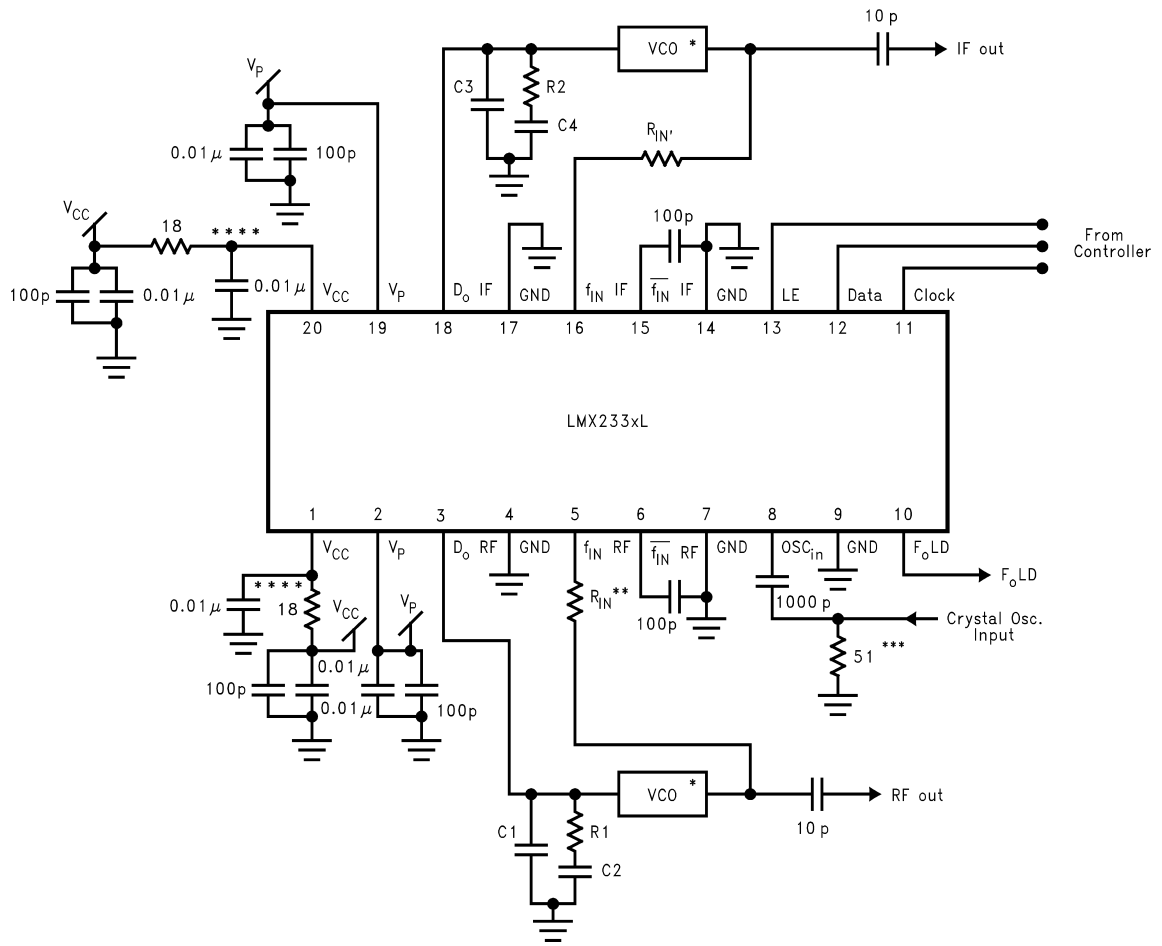 10 p
VCO *
IF out
V_P
C3
R2
C4
R_IN'
0.01 μ
100p
V_CC
18
****
100p
From
Controller
100p
0.01 μ
0.01 μ
V_CC
V_P
D_o IF
GND
f_IN IF
f̅_I̅N̅ IF
GND
LE
Data
Clock
20
19
18
17
16
15
14
13
12
11
LMX233xL
1
2
3
4
5
6
7
8
9
10
V_CC
V_P
D_o RF
GND
f_IN RF
f̅_I̅N̅ RF
GND
OSC_in
GND
F_oLD
****
0.01 μ
18
V_CC
V_P
R_IN**
100p
1000 p
F_oLD
Crystal Osc.
Input
51 ***
0.01 μ
100p
0.01 μ
100p
VCO *
RF out
C1
R1
C2
10 p